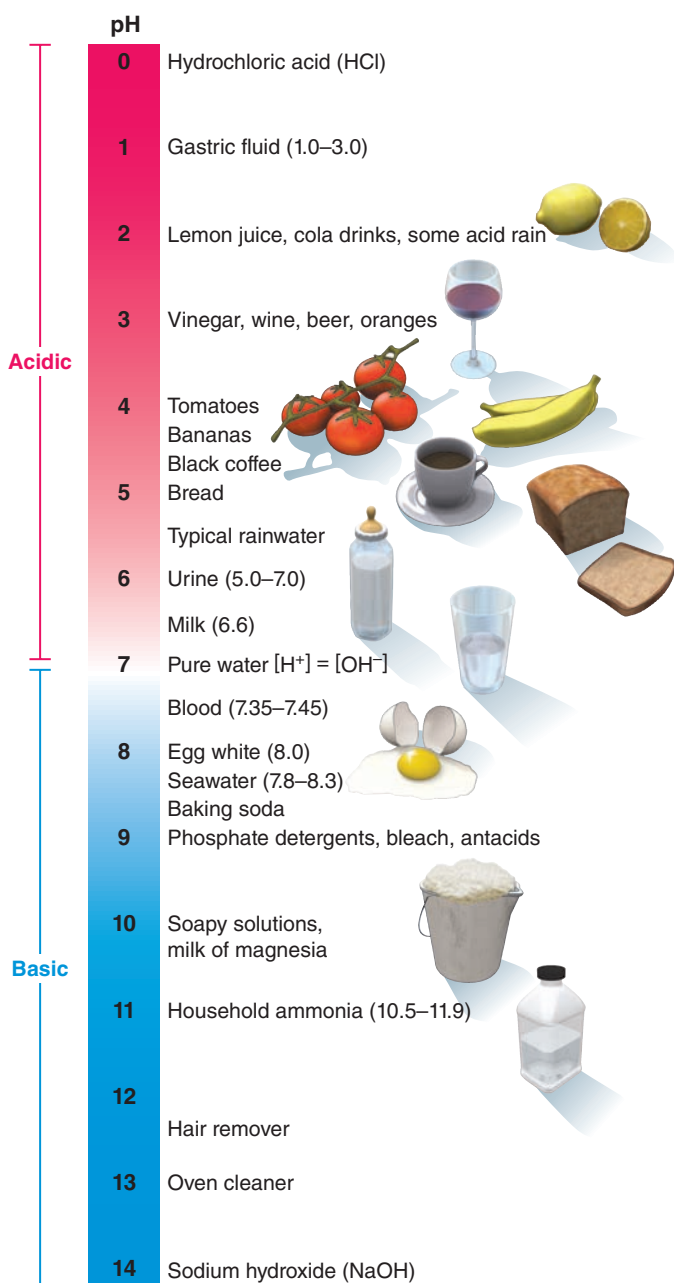 pH
0 Hydrochloric acid (HCl)
1 Gastric fluid (1.0–3.0)
2 Lemon juice, cola drinks, some acid rain
3 Vinegar, wine, beer, oranges
Acidic
4 Tomatoes
Bananas
Black coffee
5 Bread
Typical rainwater
6 Urine (5.0–7.0)
Milk (6.6)
7 Pure water [H⁺] = [OH⁻]
Blood (7.35–7.45)
8 Egg white (8.0)
Seawater (7.8–8.3)
Baking soda
9 Phosphate detergents, bleach, antacids
10 Soapy solutions,
milk of magnesia
Basic
11 Household ammonia (10.5–11.9)
12
Hair remover
13 Oven cleaner
14 Sodium hydroxide (NaOH)